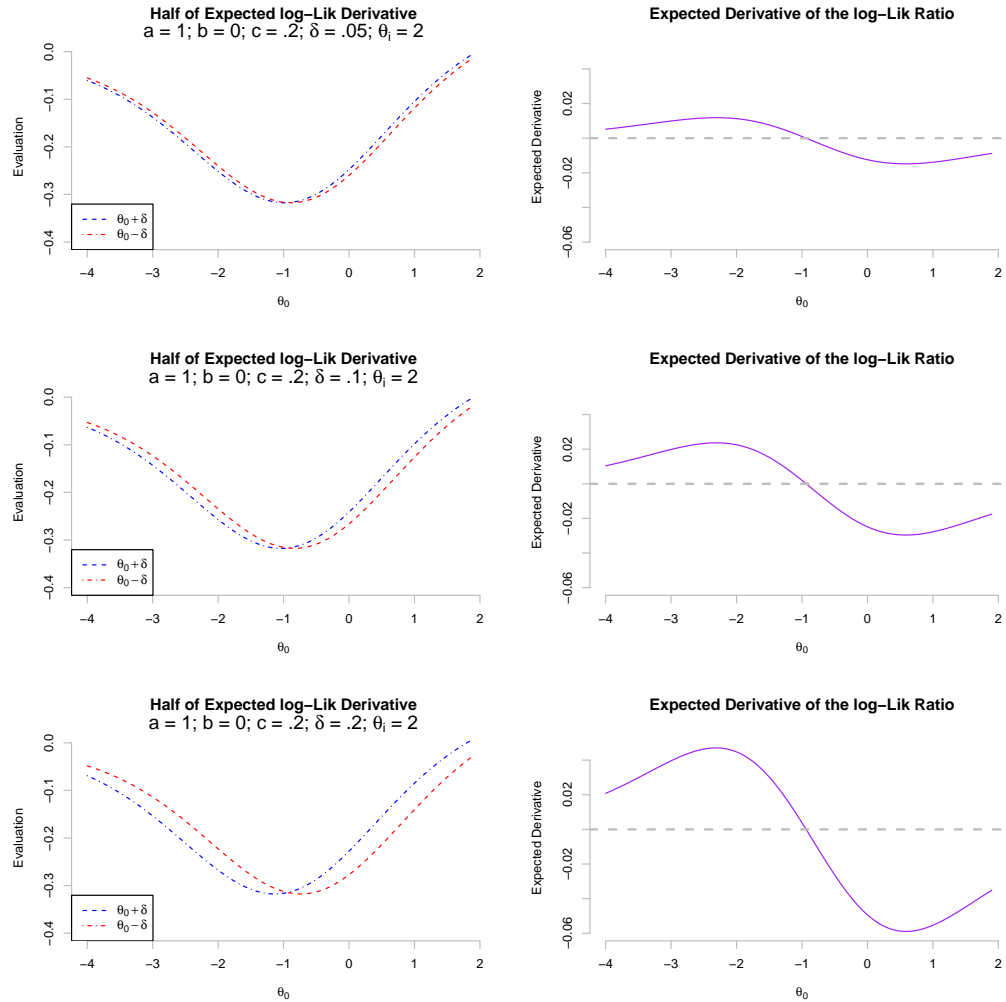 Half of Expected log−Lik Derivative
a = 1; b = 0; c = .2; δ = .05; θi = 2
Evaluation
0.0
−0.1
−0.2
−0.3
−0.4
θ0 + δ
θ0 − δ
−4 −3 −2 −1 0 1 2
θ0
Expected Derivative of the log−Lik Ratio
Expected Derivative
0.02
−0.02
−0.06
−4 −3 −2 −1 0 1 2
θ0
Half of Expected log−Lik Derivative
a = 1; b = 0; c = .2; δ = .1; θi = 2
Evaluation
0.0
−0.1
−0.2
−0.3
−0.4
θ0 + δ
θ0 − δ
−4 −3 −2 −1 0 1 2
θ0
Expected Derivative of the log−Lik Ratio
Expected Derivative
0.02
−0.02
−0.06
−4 −3 −2 −1 0 1 2
θ0
Half of Expected log−Lik Derivative
a = 1; b = 0; c = .2; δ = .2; θi = 2
Evaluation
0.0
−0.1
−0.2
−0.3
−0.4
θ0 + δ
θ0 − δ
−4 −3 −2 −1 0 1 2
θ0
Expected Derivative of the log−Lik Ratio
Expected Derivative
0.02
−0.02
−0.06
−4 −3 −2 −1 0 1 2
θ0